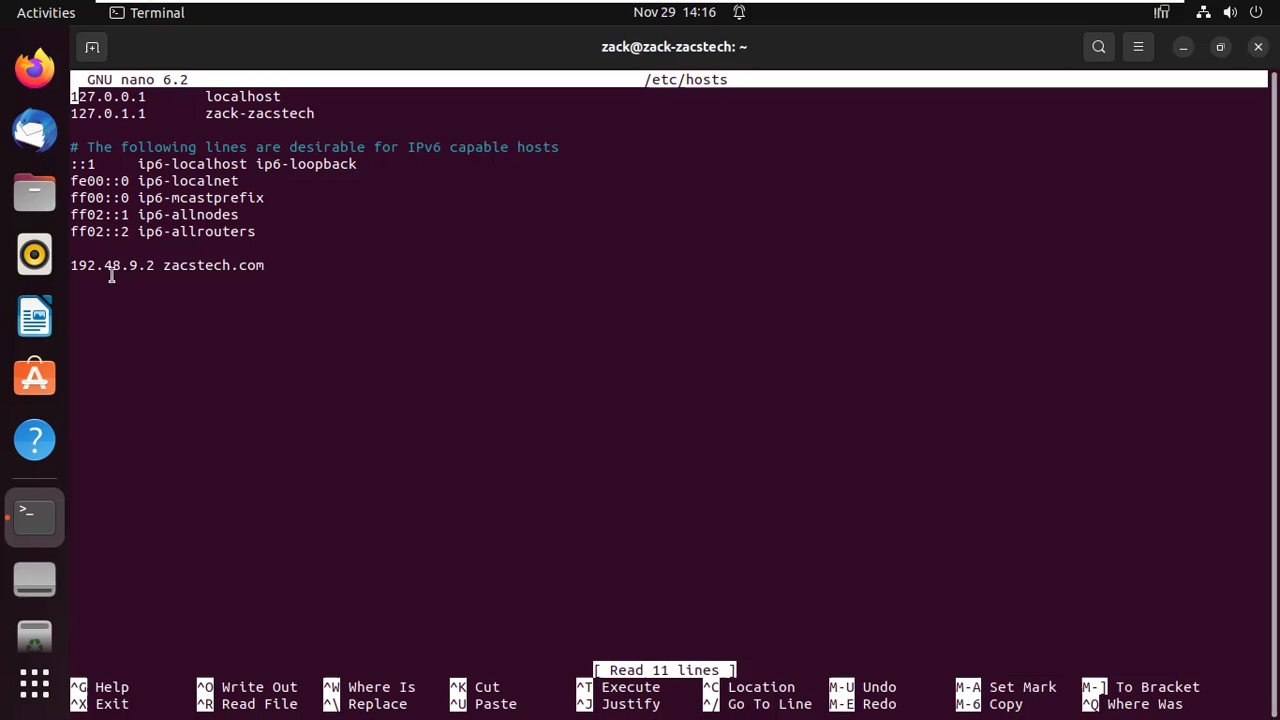 Activities Terminal Nov 29 14:16
zack@zack-zacstech: ~
GNU nano 6.2 /etc/hosts
127.0.0.1 localhost
127.0.1.1 zack-zacstech
# The following lines are desirable for IPv6 capable hosts
::1 ip6-localhost ip6-loopback
fe00::0 ip6-localnet
ff00::0 ip6-mcastprefix
ff02::1 ip6-allnodes
ff02::2 ip6-allrouters
192.48.9.2 zacstech.com
[ Read 11 lines ]
^G Help ^O Write Out ^W Where Is ^K Cut ^T Execute ^C Location M-U Undo M-A Set Mark M-] To Bracket
^X Exit ^R Read File ^\ Replace ^U Paste ^J Justify ^/ Go To Line M-E Redo M-6 Copy ^Q Where Was